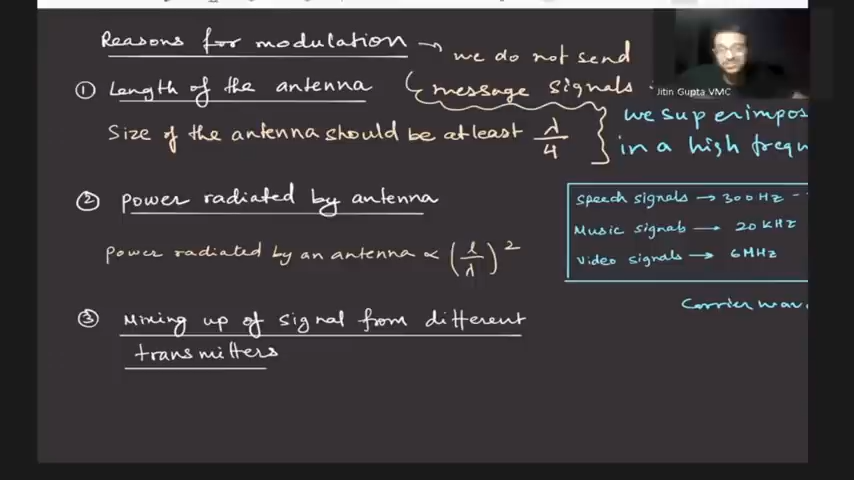 Reasons for modulation → we do not send
message signals
① Length of the antenna
Jitin Gupta VMC
Size of the antenna should be atleast λ/4
we superimpos
in a high frequ
② Power radiated by antenna
Speech signals → 300 Hz -
Music signals → 20 KHz
Video signals → 6 MHz
Power radiated by an antenna ∝ (l/λ)²
Carrier wav
③ Mixing up of signal from different
transmitters